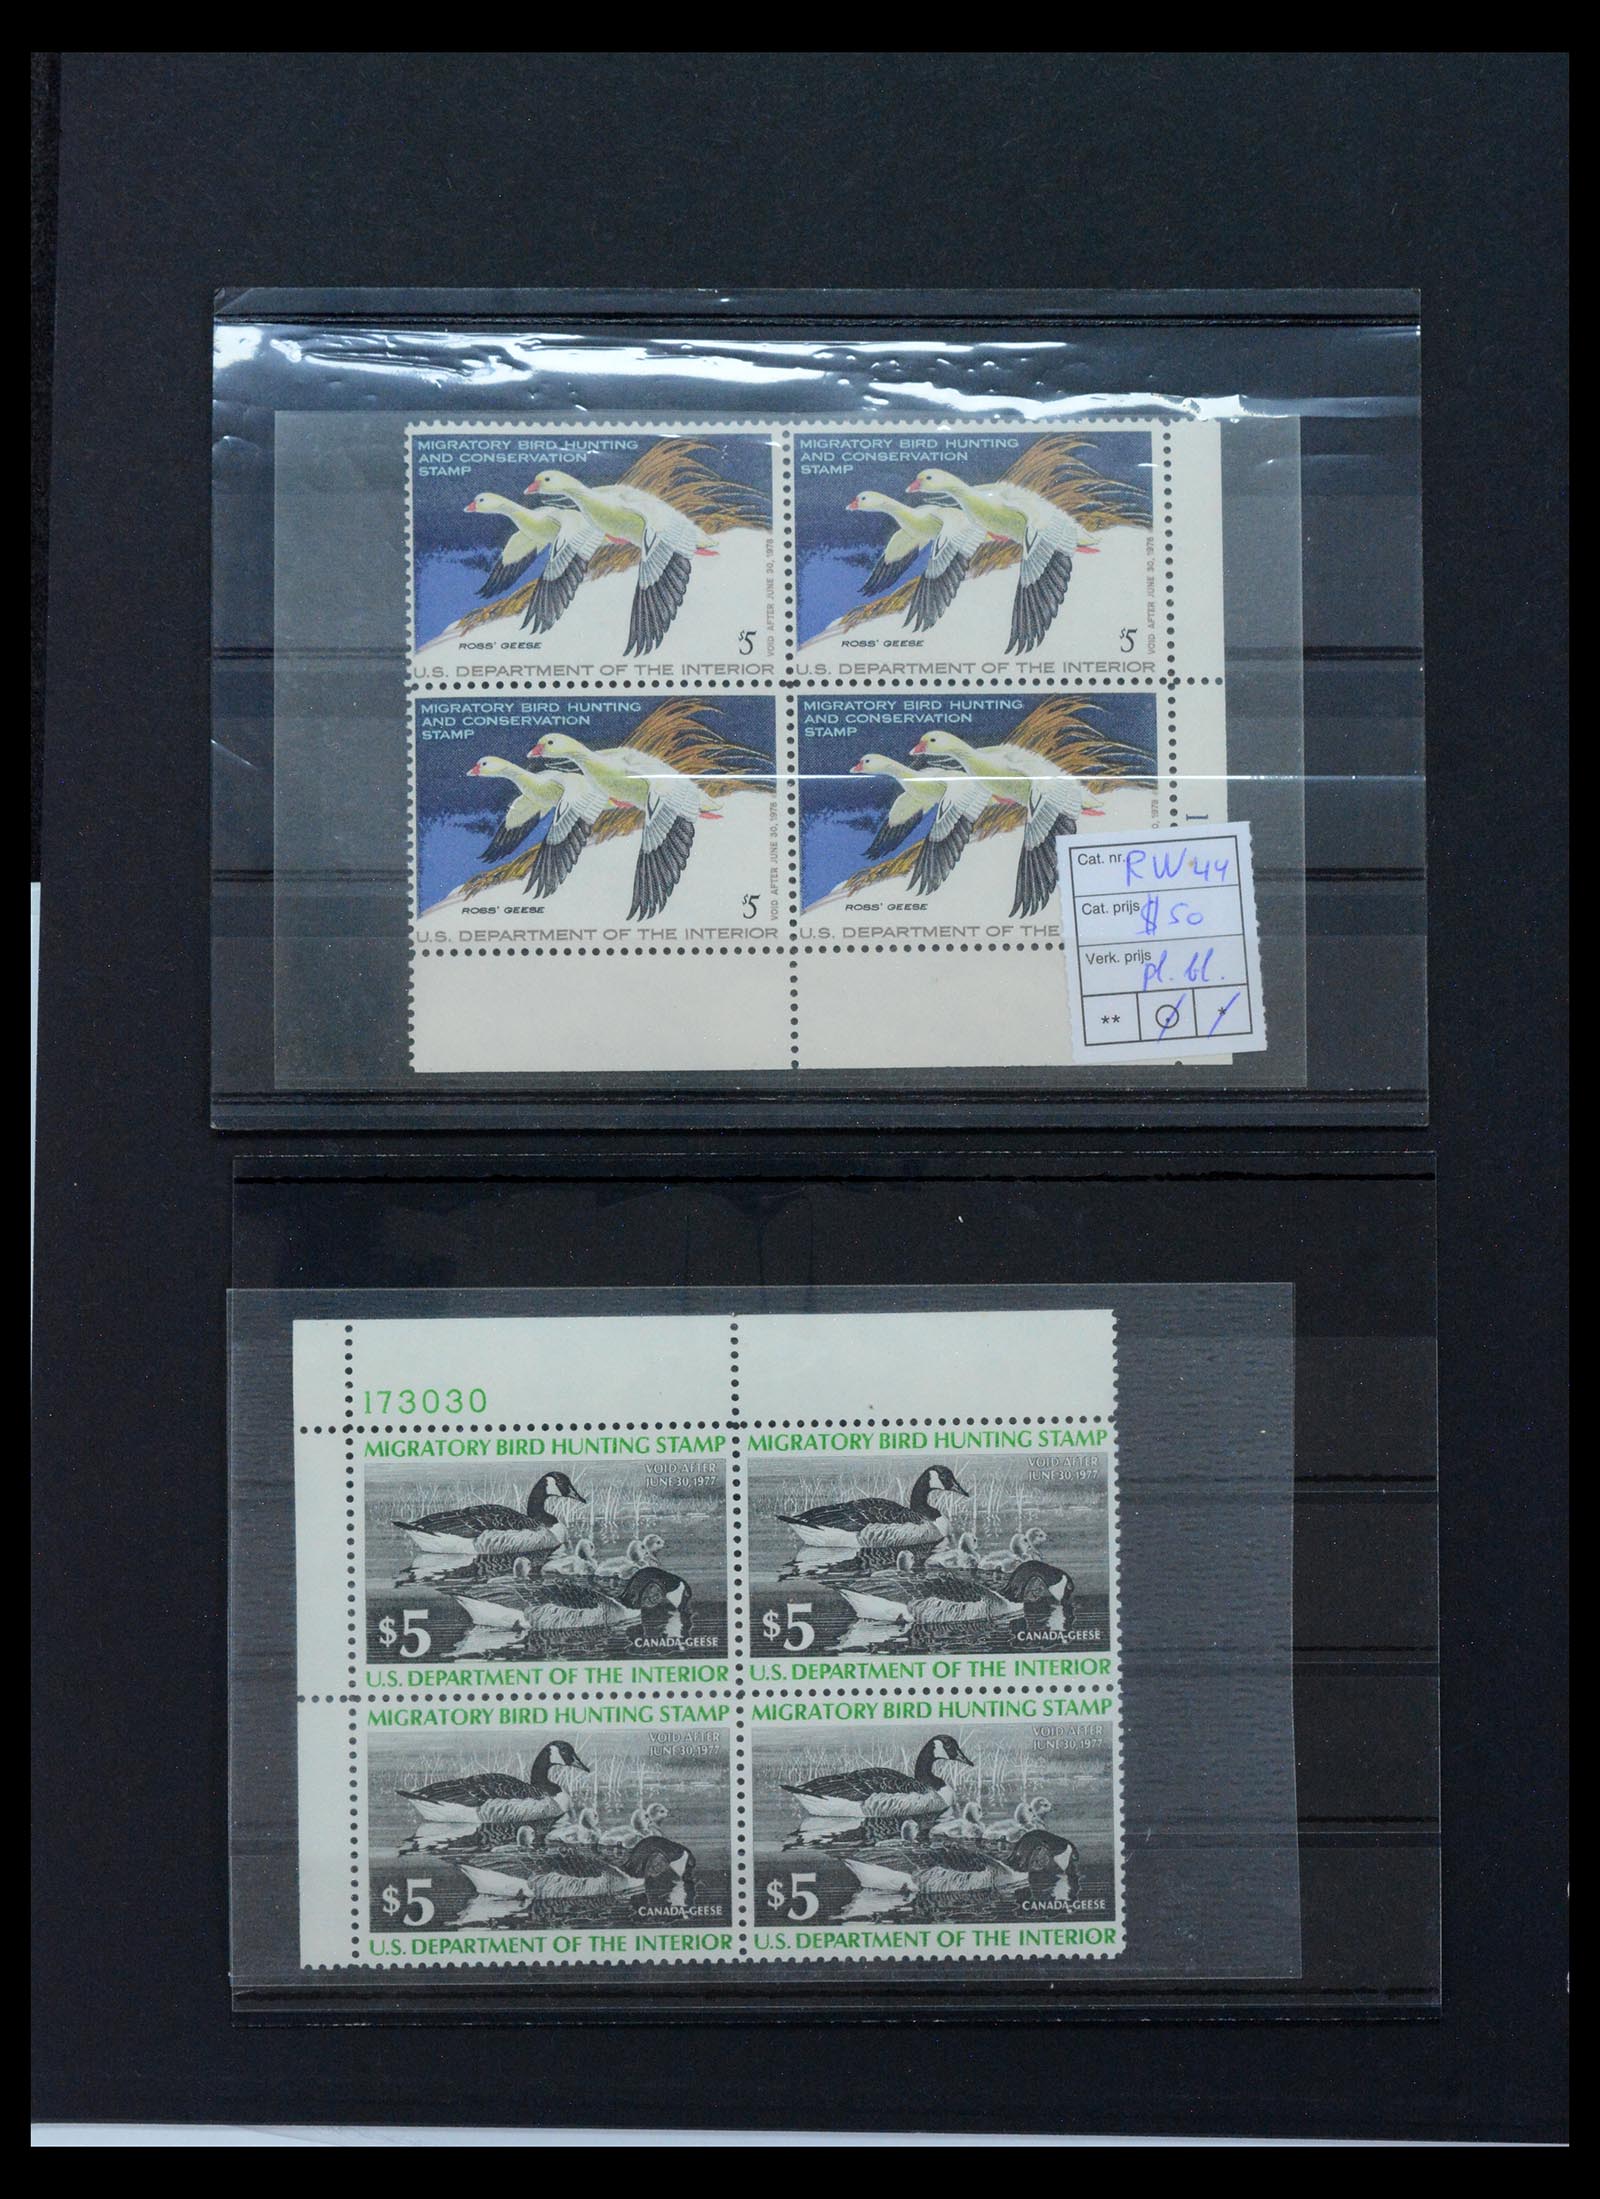 MIGRATORY BIRD HUNTING
AND CONSERVATION
STAMP
ROSS' GEESE
$5
VOID AFTER JUNE 30, 1978
U.S. DEPARTMENT OF THE INTERIOR
MIGRATORY BIRD HUNTING
AND CONSERVATION
STAMP
ROSS' GEESE
$5
VOID AFTER JUNE 30, 1978
U.S. DEPARTMENT OF THE INTERIOR
MIGRATORY BIRD HUNTING
AND CONSERVATION
STAMP
ROSS' GEESE
$5
VOID AFTER JUNE 30, 1978
U.S. DEPARTMENT OF THE INTERIOR
MIGRATORY BIRD HUNTING
AND CONSERVATION
STAMP
ROSS' GEESE
0, 1978
U.S. DEPARTMENT OF THE
1
Cat. nr. RW 44
Cat. prijs $50
Verk. prijs pl. bl.
** *
173030
MIGRATORY BIRD HUNTING STAMP
VOID AFTER
JUNE 30, 1977
$5
CANADA GEESE
U.S. DEPARTMENT OF THE INTERIOR
MIGRATORY BIRD HUNTING STAMP
VOID AFTER
JUNE 30, 1977
$5
CANADA GEESE
U.S. DEPARTMENT OF THE INTERIOR
MIGRATORY BIRD HUNTING STAMP
VOID AFTER
JUNE 30, 1977
$5
CANADA GEESE
U.S. DEPARTMENT OF THE INTERIOR
MIGRATORY BIRD HUNTING STAMP
VOID AFTER
JUNE 30, 1977
$5
CANADA GEESE
U.S. DEPARTMENT OF THE INTERIOR